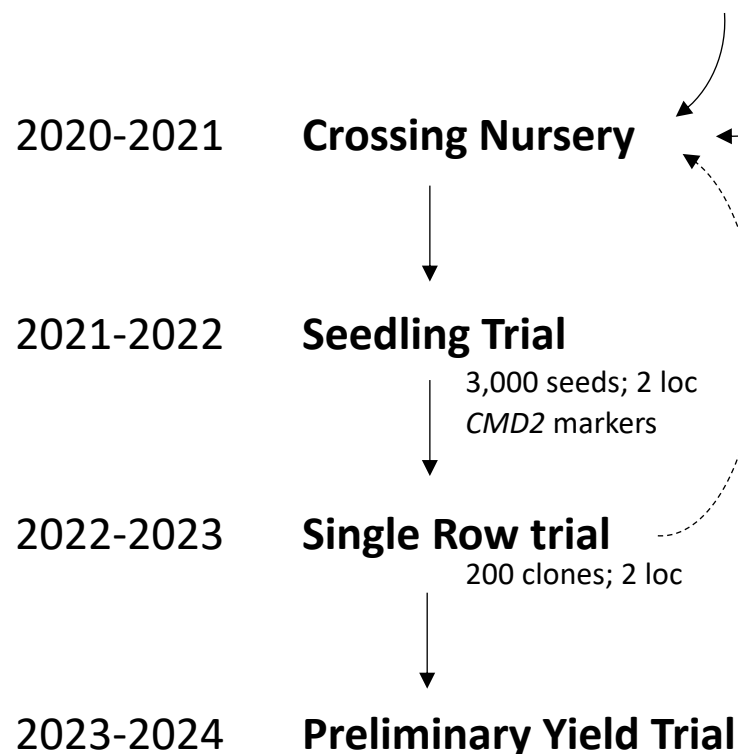 2020-2021 Crossing Nursery
2021-2022 Seedling Trial
3,000 seeds; 2 loc
CMD2 markers
2022-2023 Single Row trial
200 clones; 2 loc
2023-2024 Preliminary Yield Trial